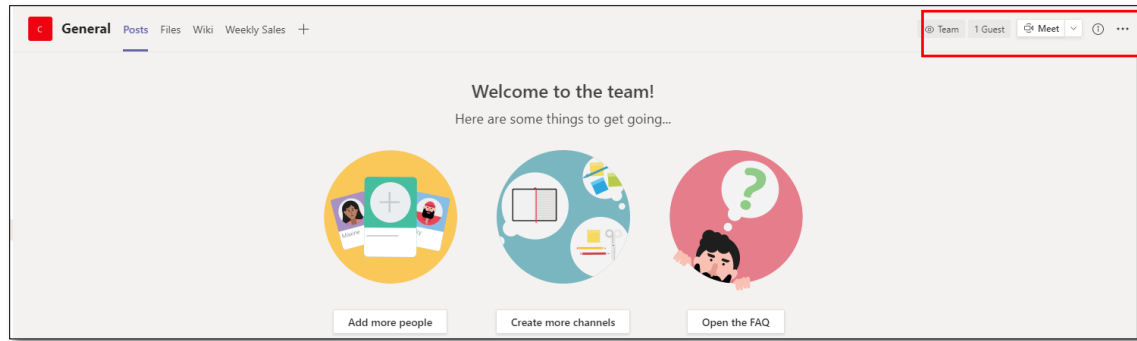 C General Posts Files Wiki Weekly Sales + Team 1 Guest Meet
Welcome to the team!
Here are some things to get going...
Maxine
Add more people Create more channels Open the FAQ